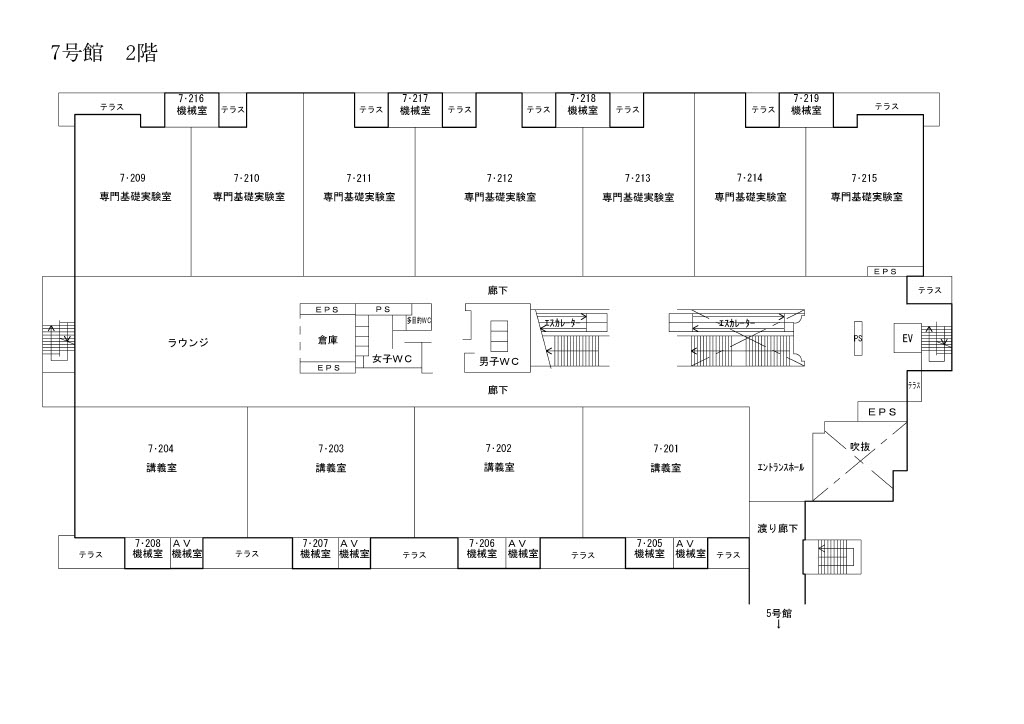 7号館　2階
テラス
7-216
機械室
テラス
テラス
7-217
機械室
テラス
テラス
7-218
機械室
テラス
テラス
7-219
機械室
テラス
7-209
専門基礎実験室
7-210
専門基礎実験室
7-211
専門基礎実験室
7-212
専門基礎実験室
7-213
専門基礎実験室
7-214
専門基礎実験室
7-215
専門基礎実験室
EPS
テラス
廊下
EPS
PS
多目的WC
倉庫
女子WC
EPS
男子WC
エスカレーター
エスカレーター
PS
EV
ラウンジ
廊下
テラス
EPS
吹抜
7-204
講義室
7-203
講義室
7-202
講義室
7-201
講義室
エントランスホール
渡り廊下
テラス
7-208
機械室
AV
機械室
テラス
7-207
機械室
AV
機械室
テラス
7-206
機械室
AV
機械室
テラス
7-205
機械室
AV
機械室
テラス
5号館
↓